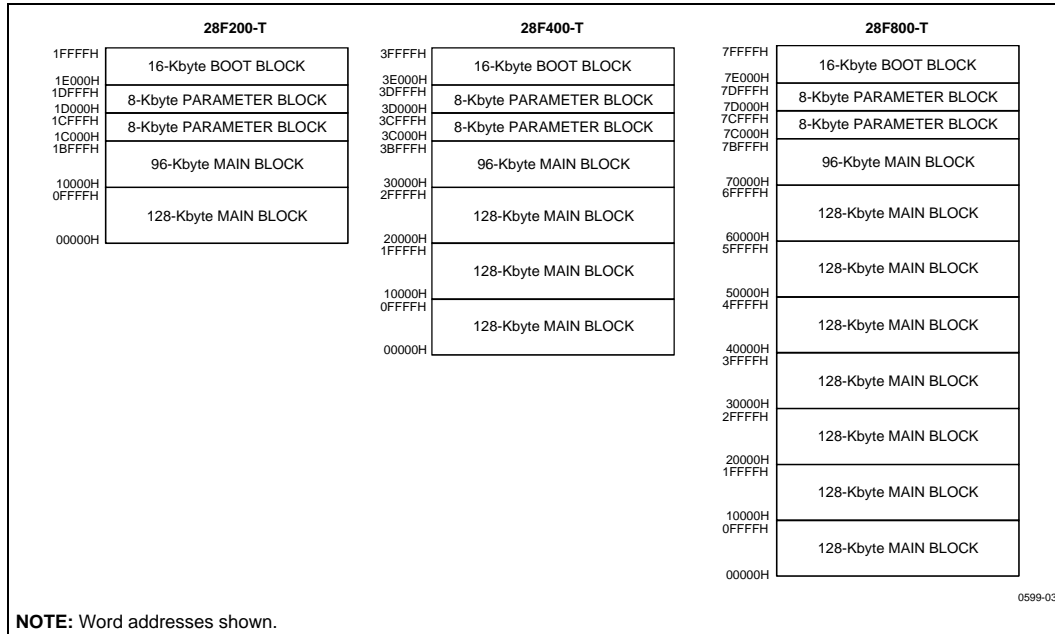 28F200-T
1FFFFH
16-Kbyte BOOT BLOCK
1E000H
1DFFFH
8-Kbyte PARAMETER BLOCK
1D000H
1CFFFH
8-Kbyte PARAMETER BLOCK
1C000H
1BFFFH
96-Kbyte MAIN BLOCK
10000H
0FFFFH
128-Kbyte MAIN BLOCK
00000H
28F400-T
3FFFFH
16-Kbyte BOOT BLOCK
3E000H
3DFFFH
8-Kbyte PARAMETER BLOCK
3D000H
3CFFFH
8-Kbyte PARAMETER BLOCK
3C000H
3BFFFH
96-Kbyte MAIN BLOCK
30000H
2FFFFH
128-Kbyte MAIN BLOCK
20000H
1FFFFH
128-Kbyte MAIN BLOCK
10000H
0FFFFH
128-Kbyte MAIN BLOCK
00000H
28F800-T
7FFFFH
16-Kbyte BOOT BLOCK
7E000H
7DFFFH
8-Kbyte PARAMETER BLOCK
7D000H
7CFFFH
8-Kbyte PARAMETER BLOCK
7C000H
7BFFFH
96-Kbyte MAIN BLOCK
70000H
6FFFFH
128-Kbyte MAIN BLOCK
60000H
5FFFFH
128-Kbyte MAIN BLOCK
50000H
4FFFFH
128-Kbyte MAIN BLOCK
40000H
3FFFFH
128-Kbyte MAIN BLOCK
30000H
2FFFFH
128-Kbyte MAIN BLOCK
20000H
1FFFFH
128-Kbyte MAIN BLOCK
10000H
0FFFFH
128-Kbyte MAIN BLOCK
00000H
0599-03
NOTE: Word addresses shown.